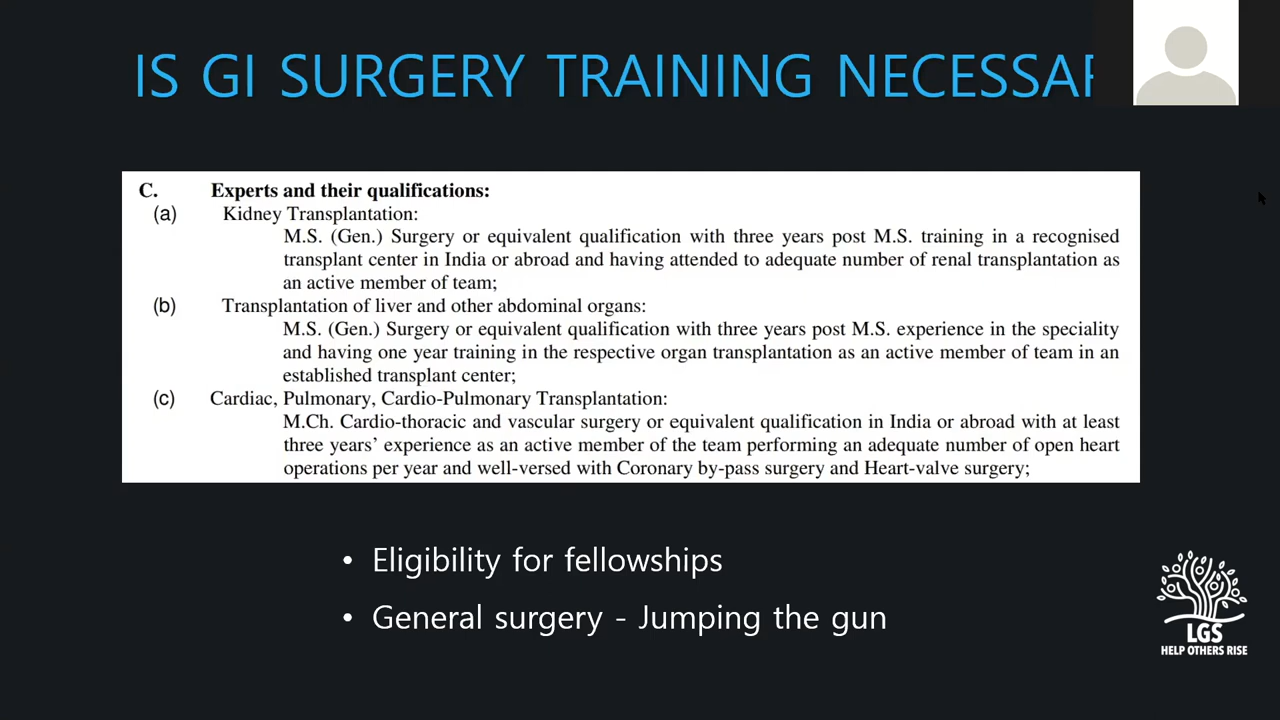 IS GI SURGERY TRAINING
C. Experts and their qualifications:
(a) Kidney Transplantation:
M.S. (Gen.) Surgery or equivalent qualification with three years post M.S. training in a recognised
transplant center in India or abroad and having attended to adequate number of renal transplantation as
an active member of team;
(b) Transplantation of liver and other abdominal organs:
M.S. (Gen.) Surgery or equivalent qualification with three years post M.S. experience in the speciality
and having one year training in the respective organ transplantation as an active member of team in an
established transplant center;
(c) Cardiac, Pulmonary, Cardio-Pulmonary Transplantation:
M.Ch. Cardio-thoracic and vascular surgery or equivalent qualification in India or abroad with at least
three years' experience as an active member of the team performing an adequate number of open heart
operations per year and well-versed with Coronary by-pass surgery and Heart-valve surgery;
• Eligibility for fellowships
• General surgery - Jumping the gun
LGS
HELP OTHERS RISE